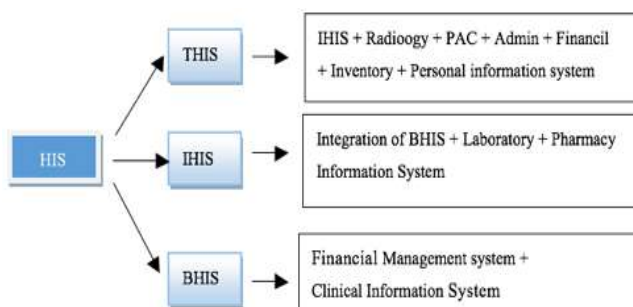 THIS
IHIS + Radioogy + PAC + Admin + Financil
+ Inventory + Personal information system
HIS
IHIS
Integration of BHIS + Laboratory + Pharmacy
Information System
BHIS
Financial Management system +
Clinical Information System